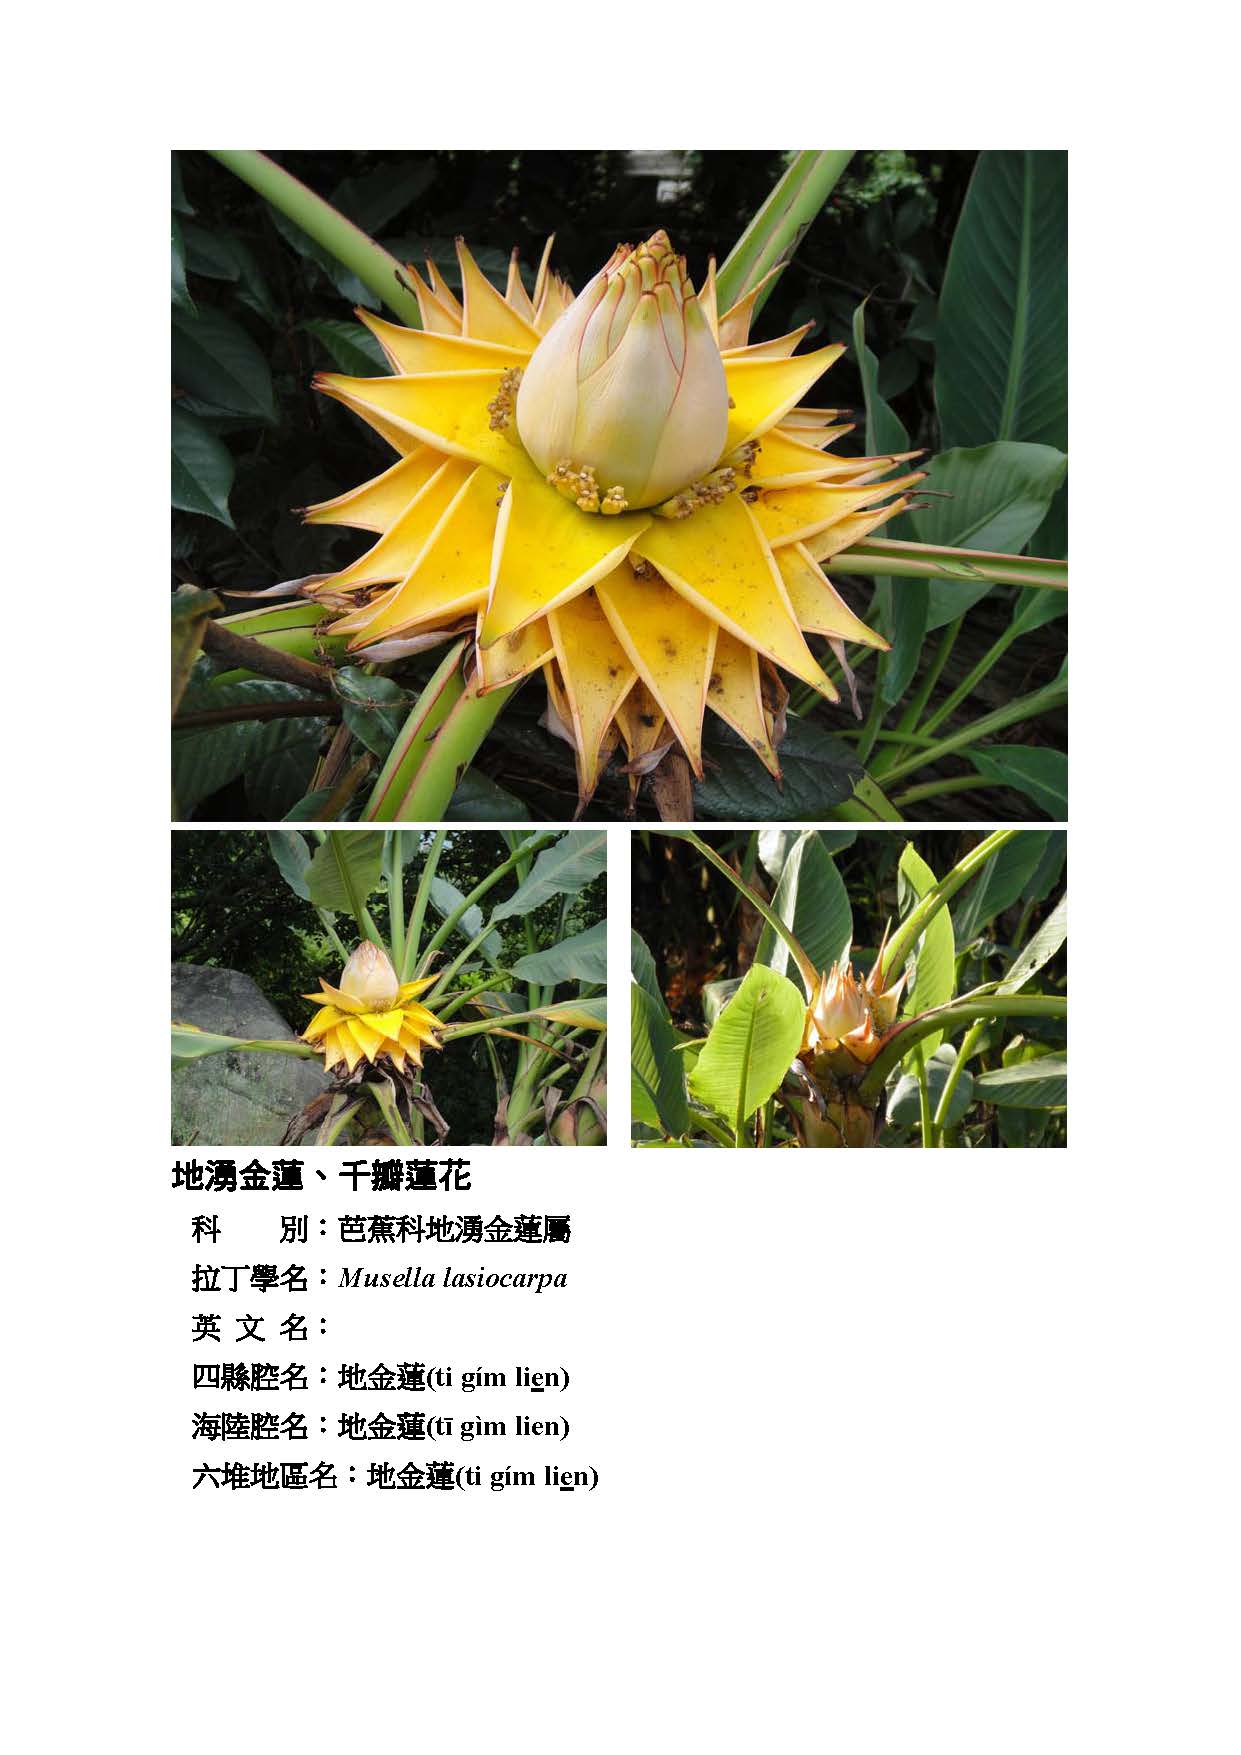 地湧金蓮、千瓣蓮花
科　　別：芭蕉科地湧金蓮屬
拉丁學名：Musella lasiocarpa
英 文 名：
四縣腔名：地金蓮(ti gím lien)
海陸腔名：地金蓮(tī gìm lien)
六堆地區名：地金蓮(ti gím lien)